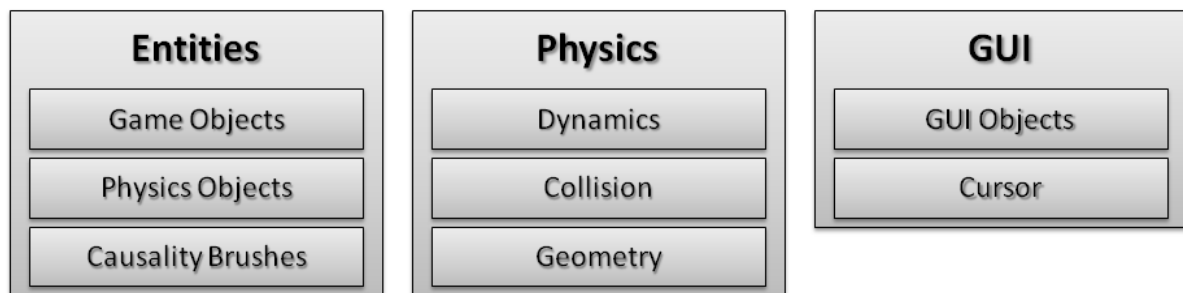 Entities
Game Objects
Physics Objects
Causality Brushes
Physics
Dynamics
Collision
Geometry
GUI
GUI Objects
Cursor